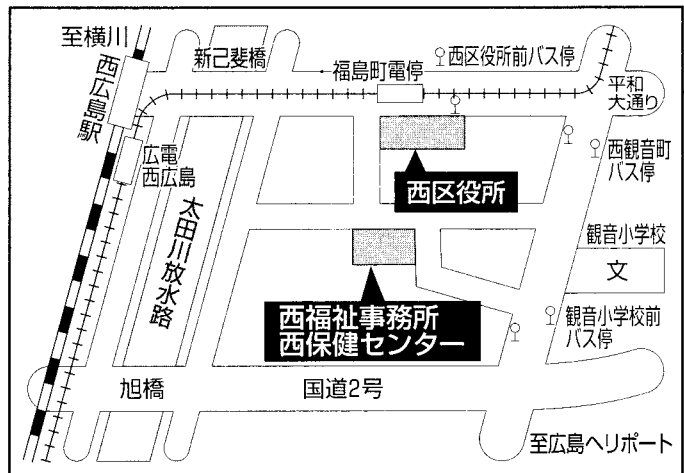 至横川
西広島駅
新己斐橋
福島町電停
西区役所前バス停
平和
大通り
広電
西広島
西観音町
バス停
西区役所
太田川放水路
観音小学校
文
西福祉事務所
西保健センター
観音小学校前
バス停
旭橋
国道2号
至広島ヘリポート